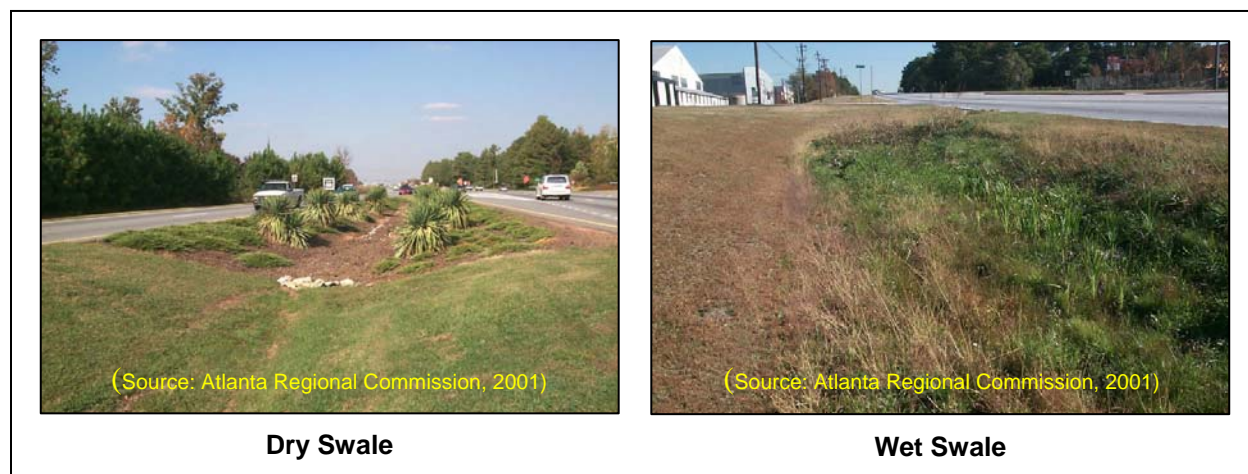 (Source: Atlanta Regional Commission, 2001)
(Source: Atlanta Regional Commission, 2001)
Dry Swale
Wet Swale